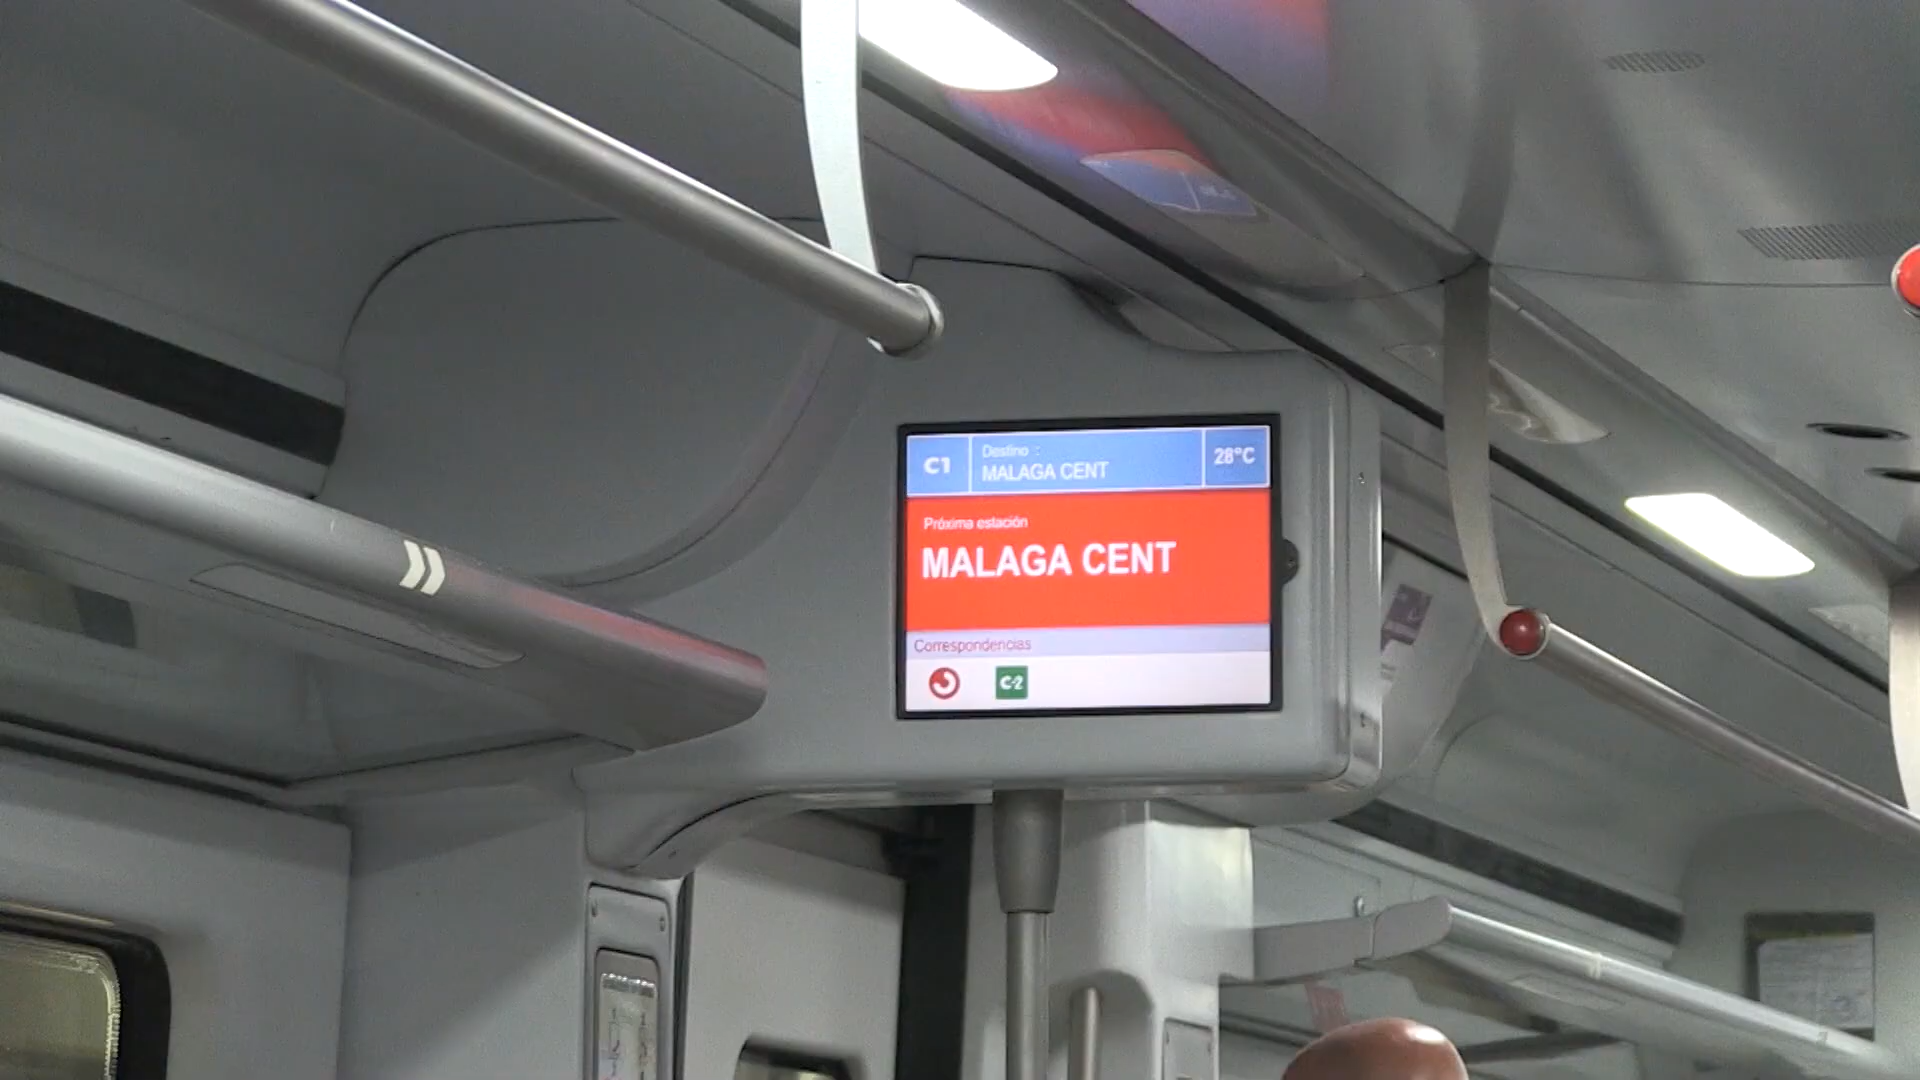 C1
Destino :
MALAGA CENT
28°C
Próxima estación
MALAGA CENT
Correspondencias
C-2